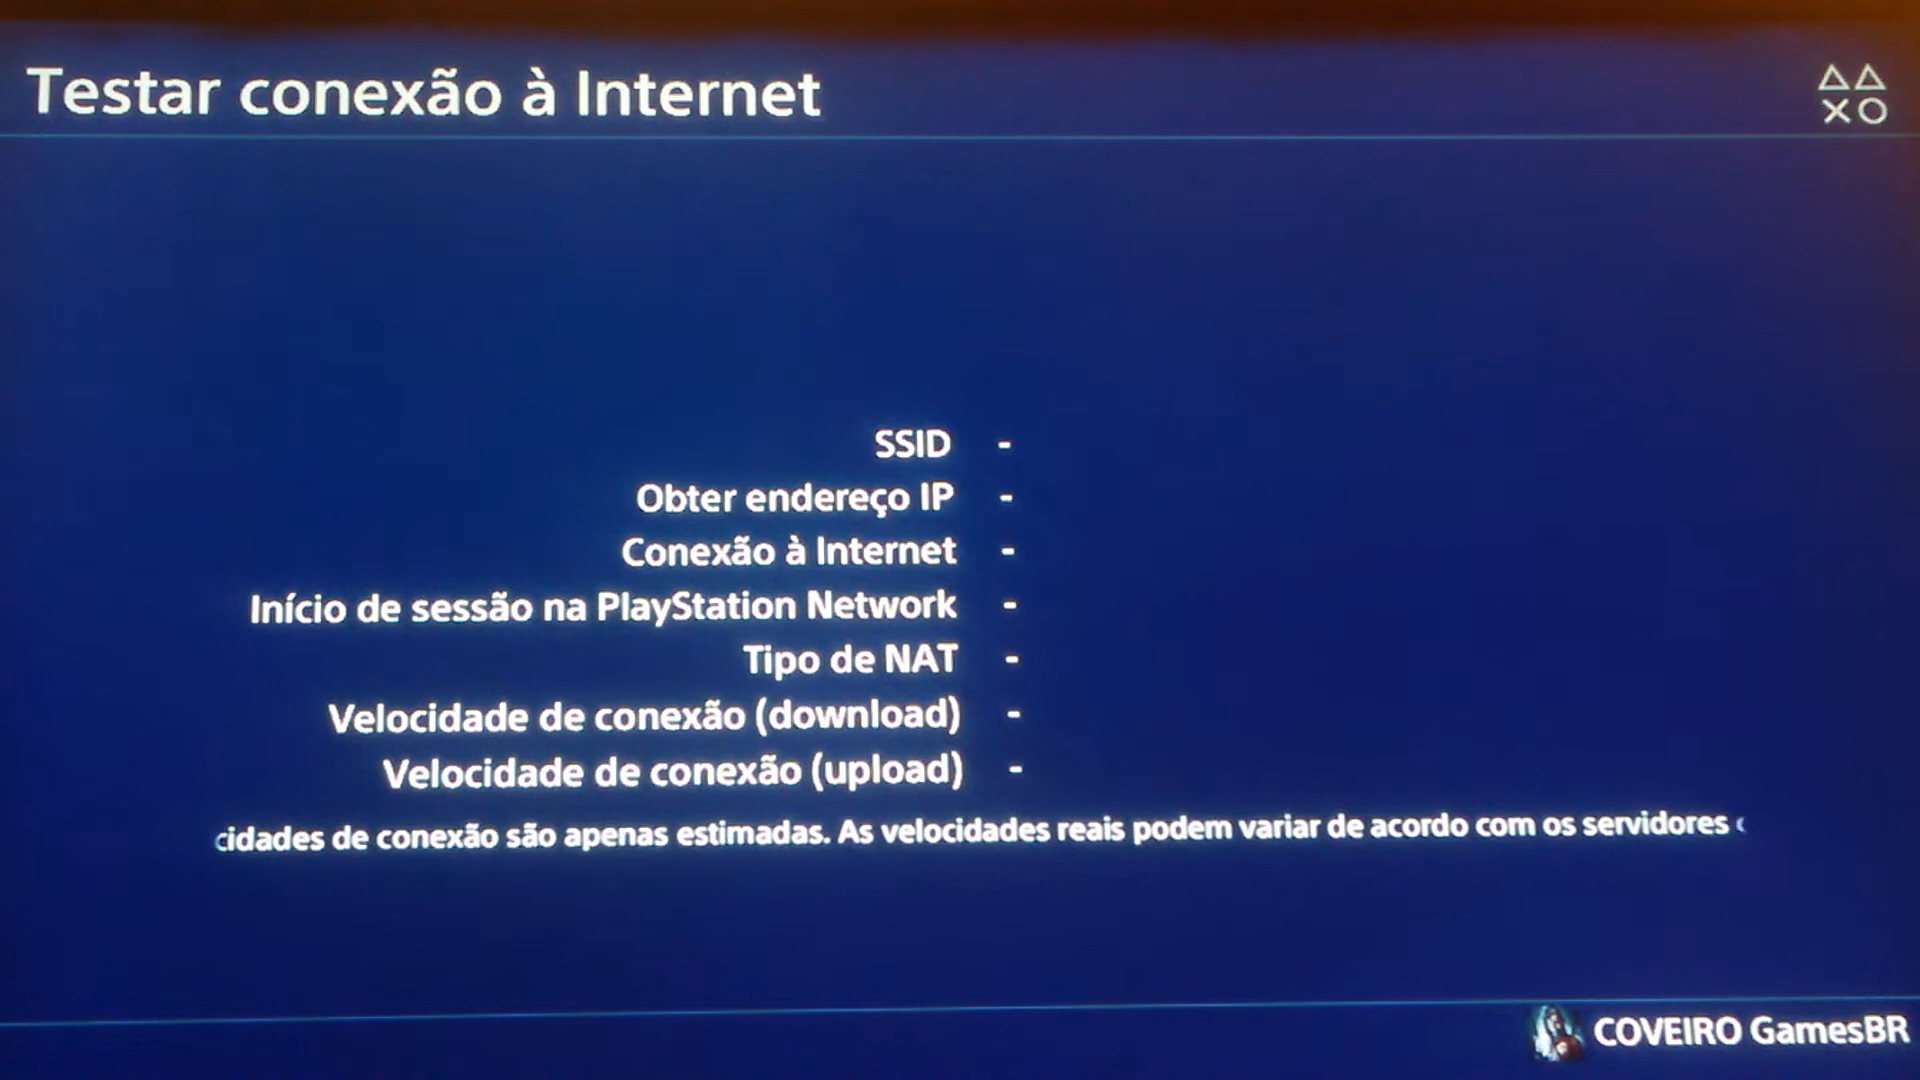 Testar conexão à Internet
SSID -
Obter endereço IP -
Conexão à Internet -
Início de sessão na PlayStation Network -
Tipo de NAT -
Velocidade de conexão (download) -
Velocidade de conexão (upload) -
cidades de conexão são apenas estimadas. As velocidades reais podem variar de acordo com os servidores
COVEIRO GamesBR